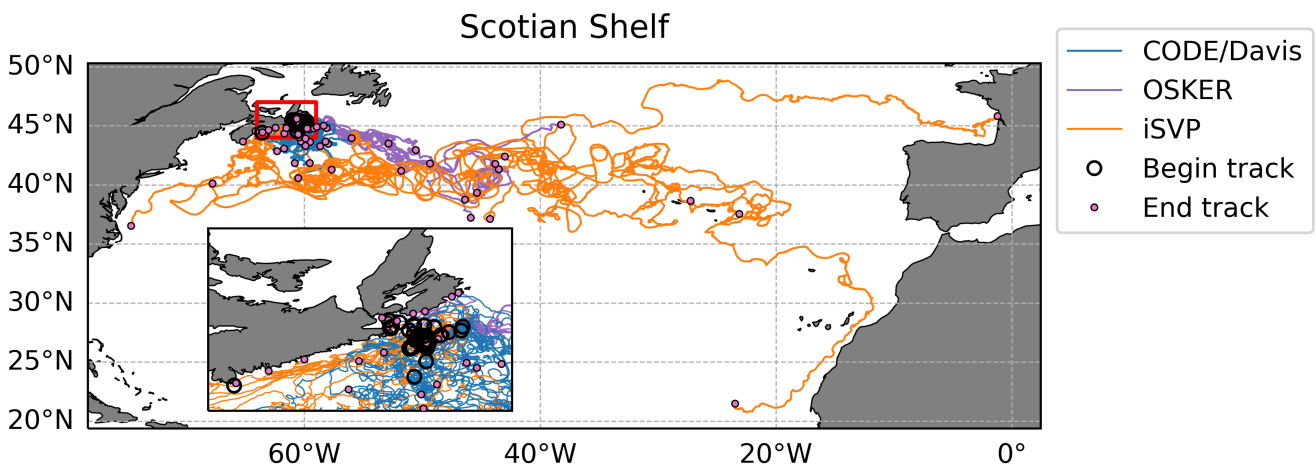 Scotian Shelf
50°N
45°N
40°N
35°N
30°N
25°N
20°N
60°W
40°W
20°W
0°
CODE/Davis
OSKER
iSVP
Begin track
End track